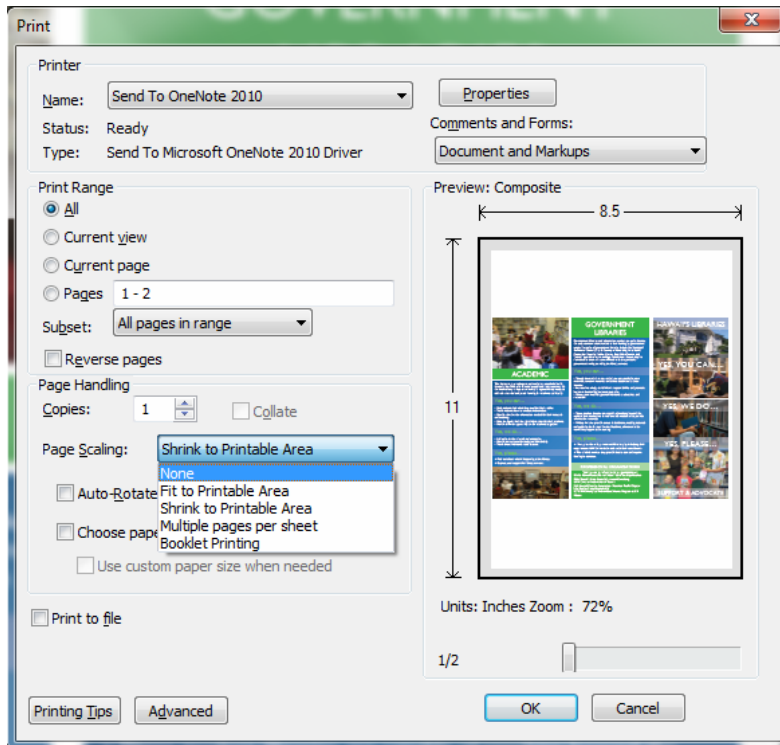 GOVERNMENT
Print
Printer
Name: Send To OneNote 2010
Properties
Status: Ready
Comments and Forms:
Type: Send To Microsoft OneNote 2010 Driver
Document and Markups
Print Range
All
Current view
Current page
Pages 1 - 2
Subset: All pages in range
Reverse pages
Page Handling
Copies: 1
Collate
Page Scaling: Shrink to Printable Area
None
Fit to Printable Area
Shrink to Printable Area
Multiple pages per sheet
Booklet Printing
Auto-Rotate
Choose pape
Use custom paper size when needed
Print to file
Preview: Composite
8.5
11
ACADEMIC
GOVERNMENT
LIBRARIES
HAWAI'I'S LIBRARIES
YES, YOU CAN...
YES, WE DO...
YES, PLEASE...
SUPPORT & ADVOCATE
Units: Inches Zoom : 72%
1/2
Printing Tips
Advanced
OK
Cancel